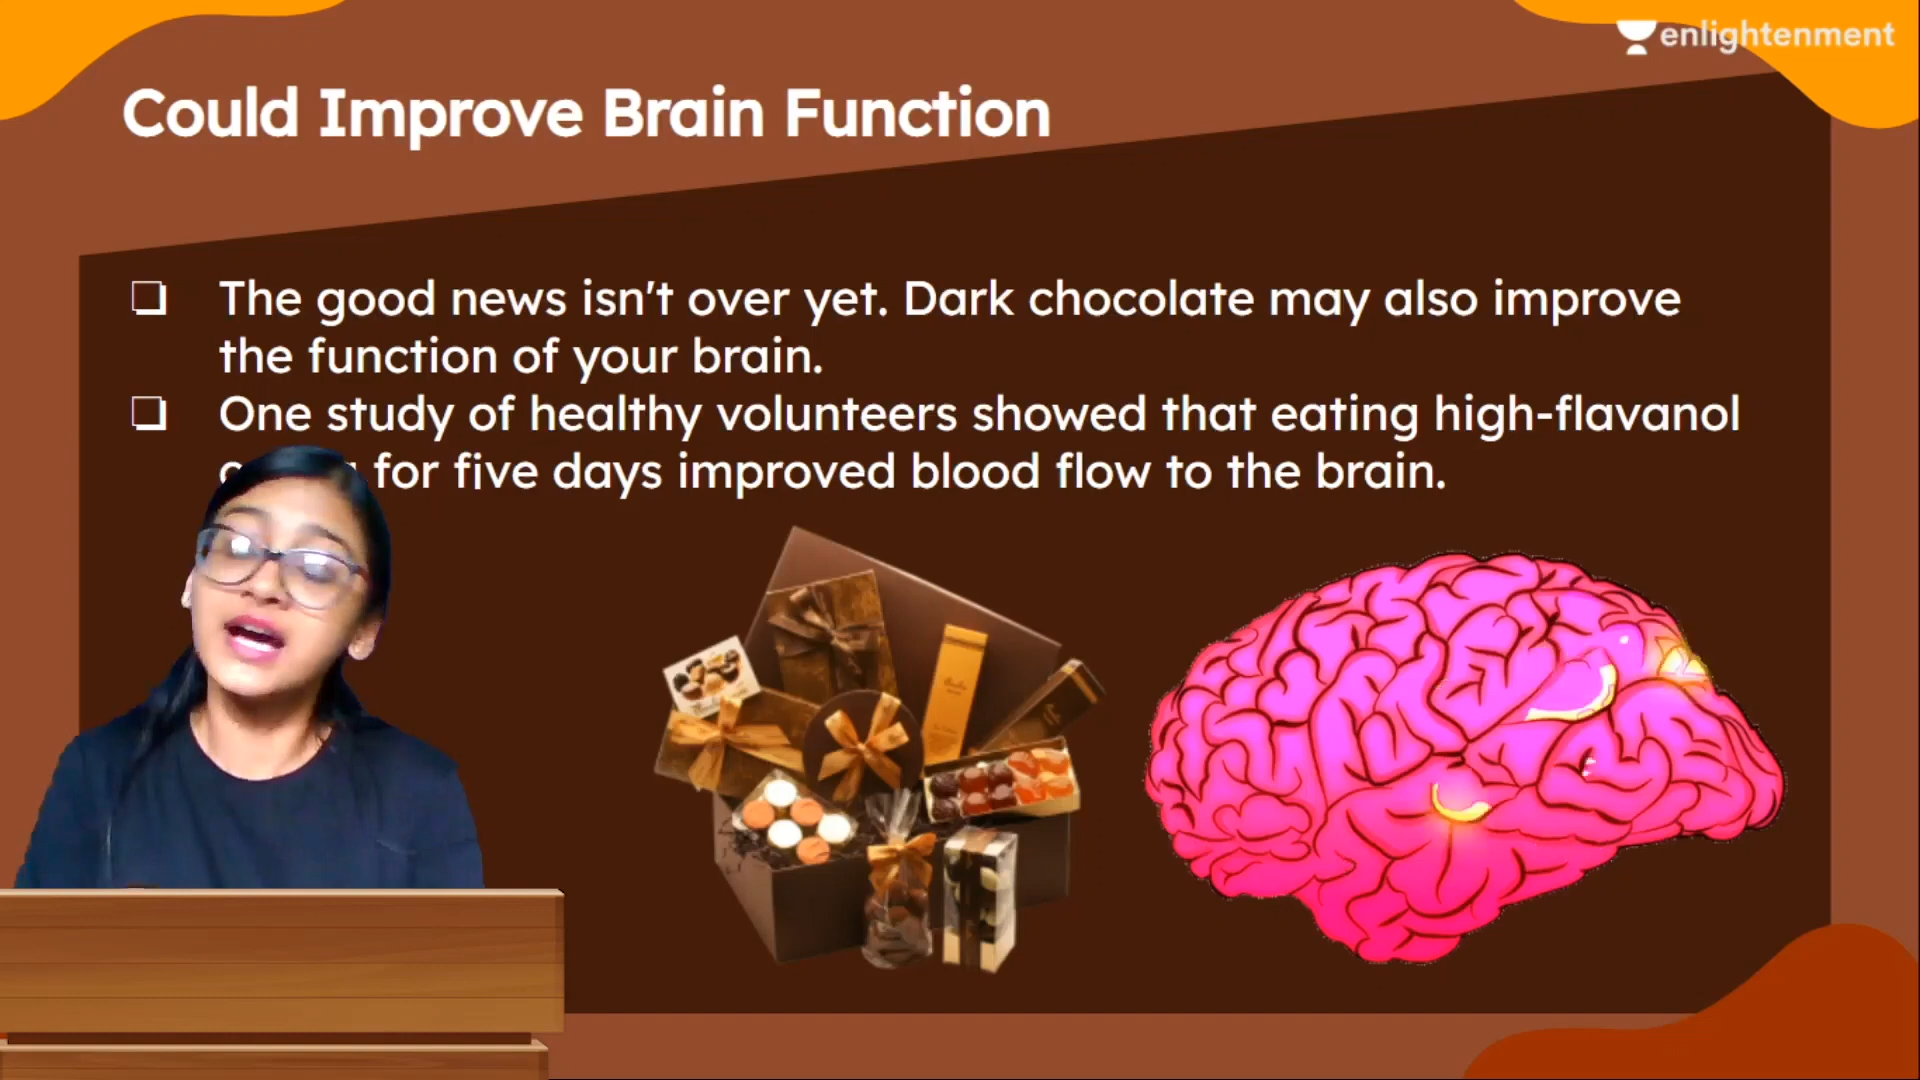 enlightenment
Could Improve Brain Function
❏ The good news isn't over yet. Dark chocolate may also improve
the function of your brain.
❏ One study of healthy volunteers showed that eating high-flavanol
for five days improved blood flow to the brain.